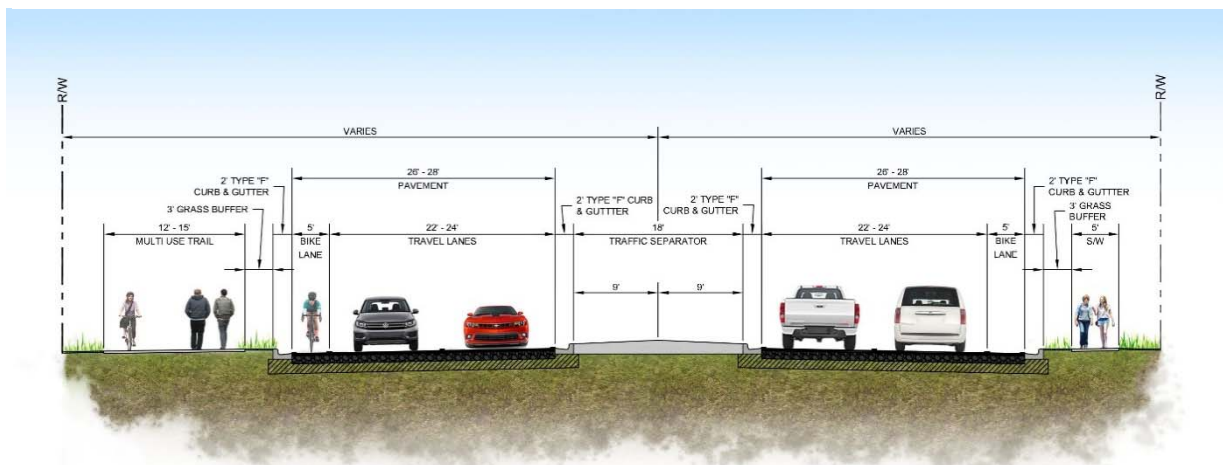 R/W
R/W
VARIES
VARIES
26' - 28'
PAVEMENT
26' - 28'
PAVEMENT
2' TYPE "F"
CURB & GUTTER
3' GRASS BUFFER
2' TYPE "F" CURB
& GUTTTER
2' TYPE "F"
CURB & GUTTER
2' TYPE "F"
CURB & GUTTTER
3' GRASS
BUFFER
12' - 15'
MULTI USE TRAIL
5'
BIKE
LANE
22' - 24'
TRAVEL LANES
18'
TRAFFIC SEPARATOR
22' - 24'
TRAVEL LANES
5'
BIKE
LANE
5'
S/W
9'
9'